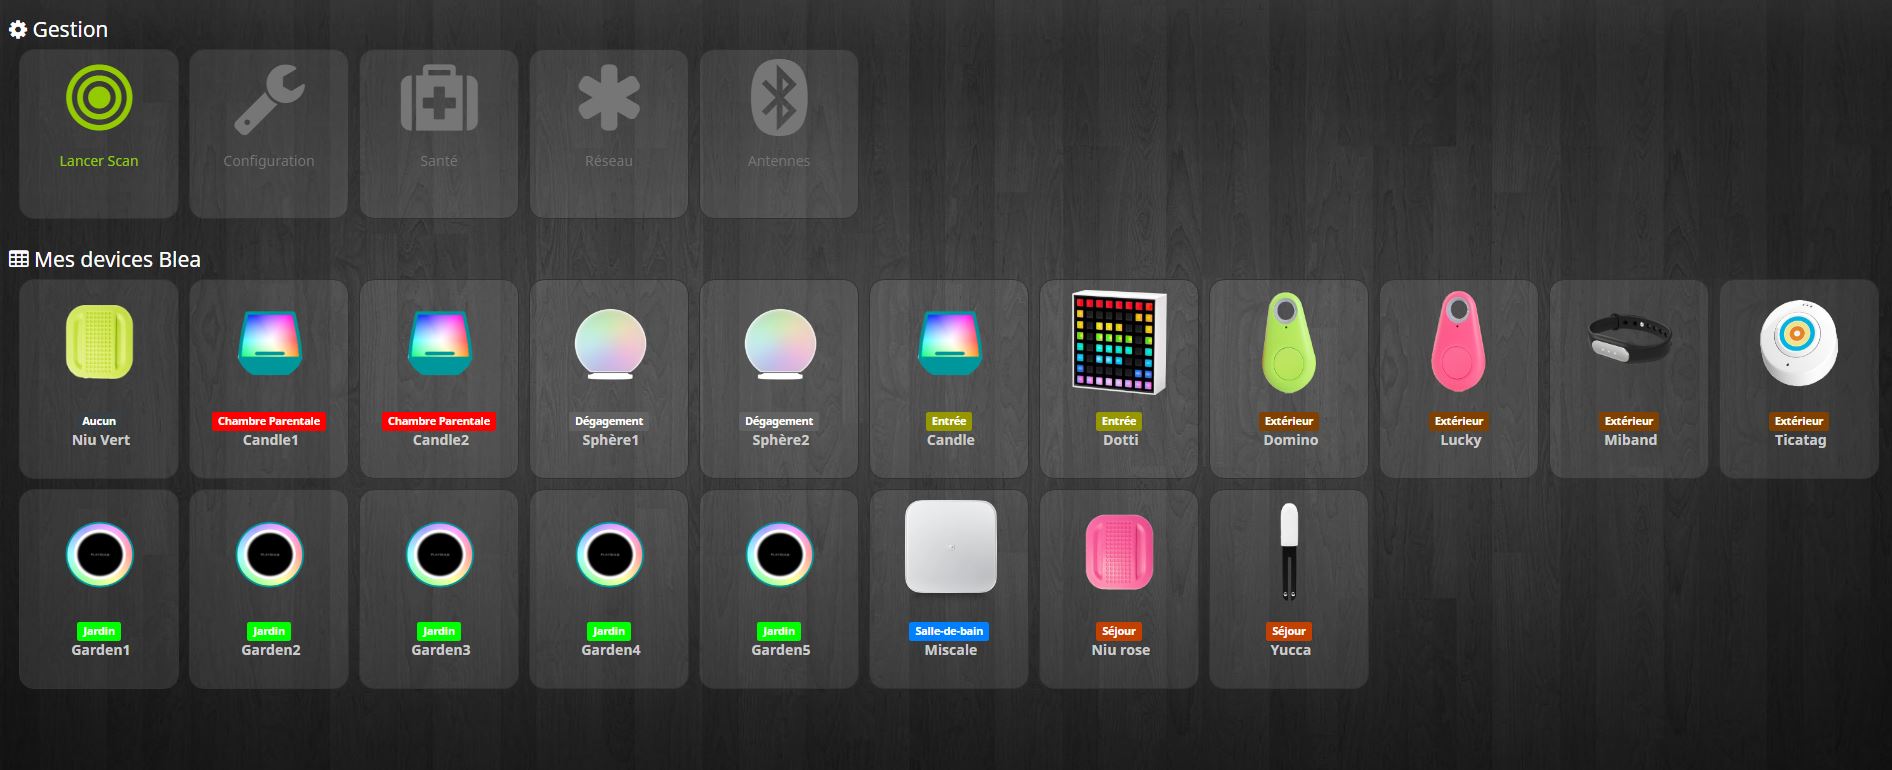 Gestion
Lancer Scan
Configuration
Santé
Réseau
Antennes
Mes devices Blea
Aucun
Niu Vert
Chambre Parentale
Candle1
Chambre Parentale
Candle2
Dégagement
Sphère1
Dégagement
Sphère2
Entrée
Candle
Entrée
Dotti
Extérieur
Domino
Extérieur
Lucky
Extérieur
Miband
Extérieur
Ticatag
Jardin
Garden1
Jardin
Garden2
Jardin
Garden3
Jardin
Garden4
Jardin
Garden5
Salle-de-bain
Miscale
Séjour
Niu rose
Séjour
Yucca